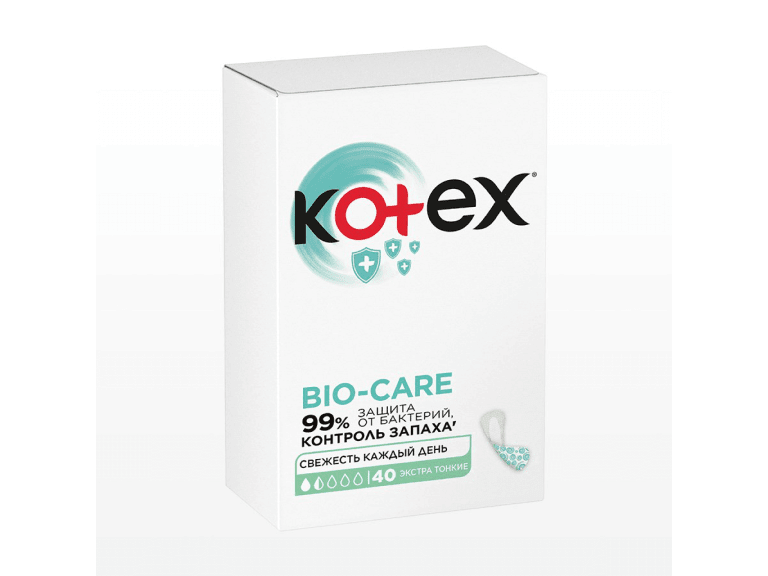 Kotex®
BIO-CARE
99% ЗАЩИТА
ОТ БАКТЕРИЙ,
КОНТРОЛЬ ЗАПАХА'
СВЕЖЕСТЬ КАЖДЫЙ ДЕНЬ
40 ЭКСТРА ТОНКИЕ